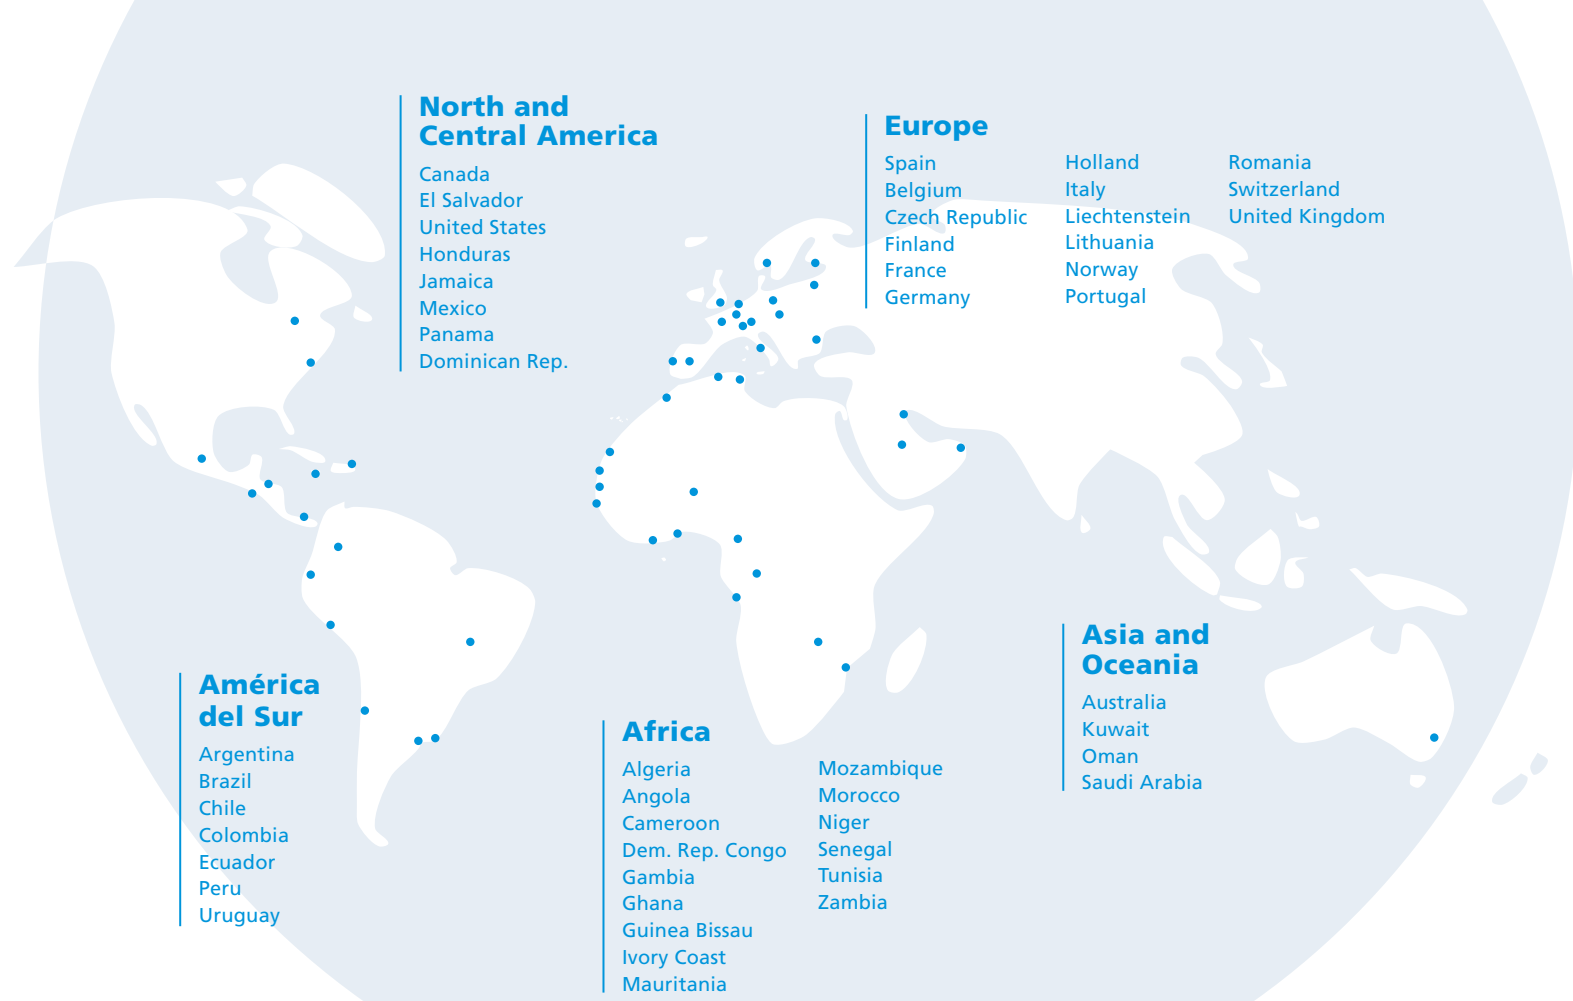 North and
Central America
Canada
El Salvador
United States
Honduras
Jamaica
Mexico
Panama
Dominican Rep.
Europe
Spain
Belgium
Czech Republic
Finland
France
Germany
Holland
Italy
Liechtenstein
Lithuania
Norway
Portugal
Romania
Switzerland
United Kingdom
América
del Sur
Argentina
Brazil
Chile
Colombia
Ecuador
Peru
Uruguay
Africa
Algeria
Angola
Cameroon
Dem. Rep. Congo
Gambia
Ghana
Guinea Bissau
Ivory Coast
Mauritania
Mozambique
Morocco
Niger
Senegal
Tunisia
Zambia
Asia and
Oceania
Australia
Kuwait
Oman
Saudi Arabia